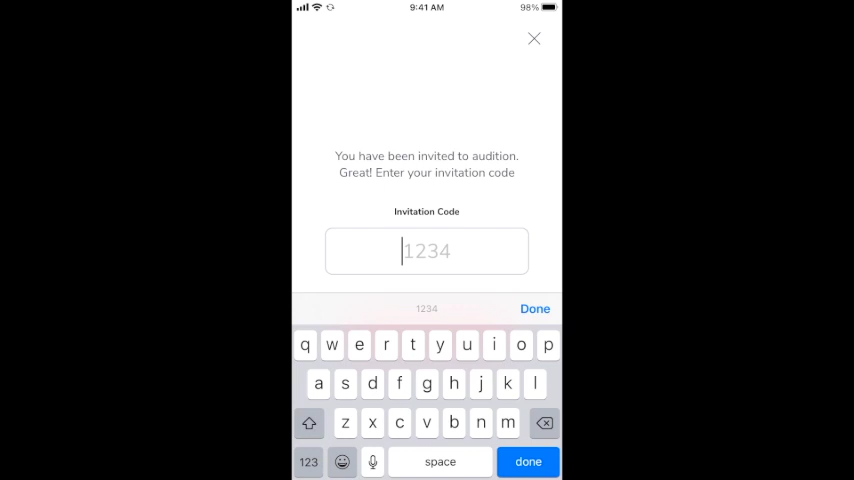 9:41 AM
98%
You have been invited to audition.
Great! Enter your invitation code
Invitation Code
1234
1234
Done
q w e r t y u i o p
a s d f g h j k l
z x c v b n m
123
space
done